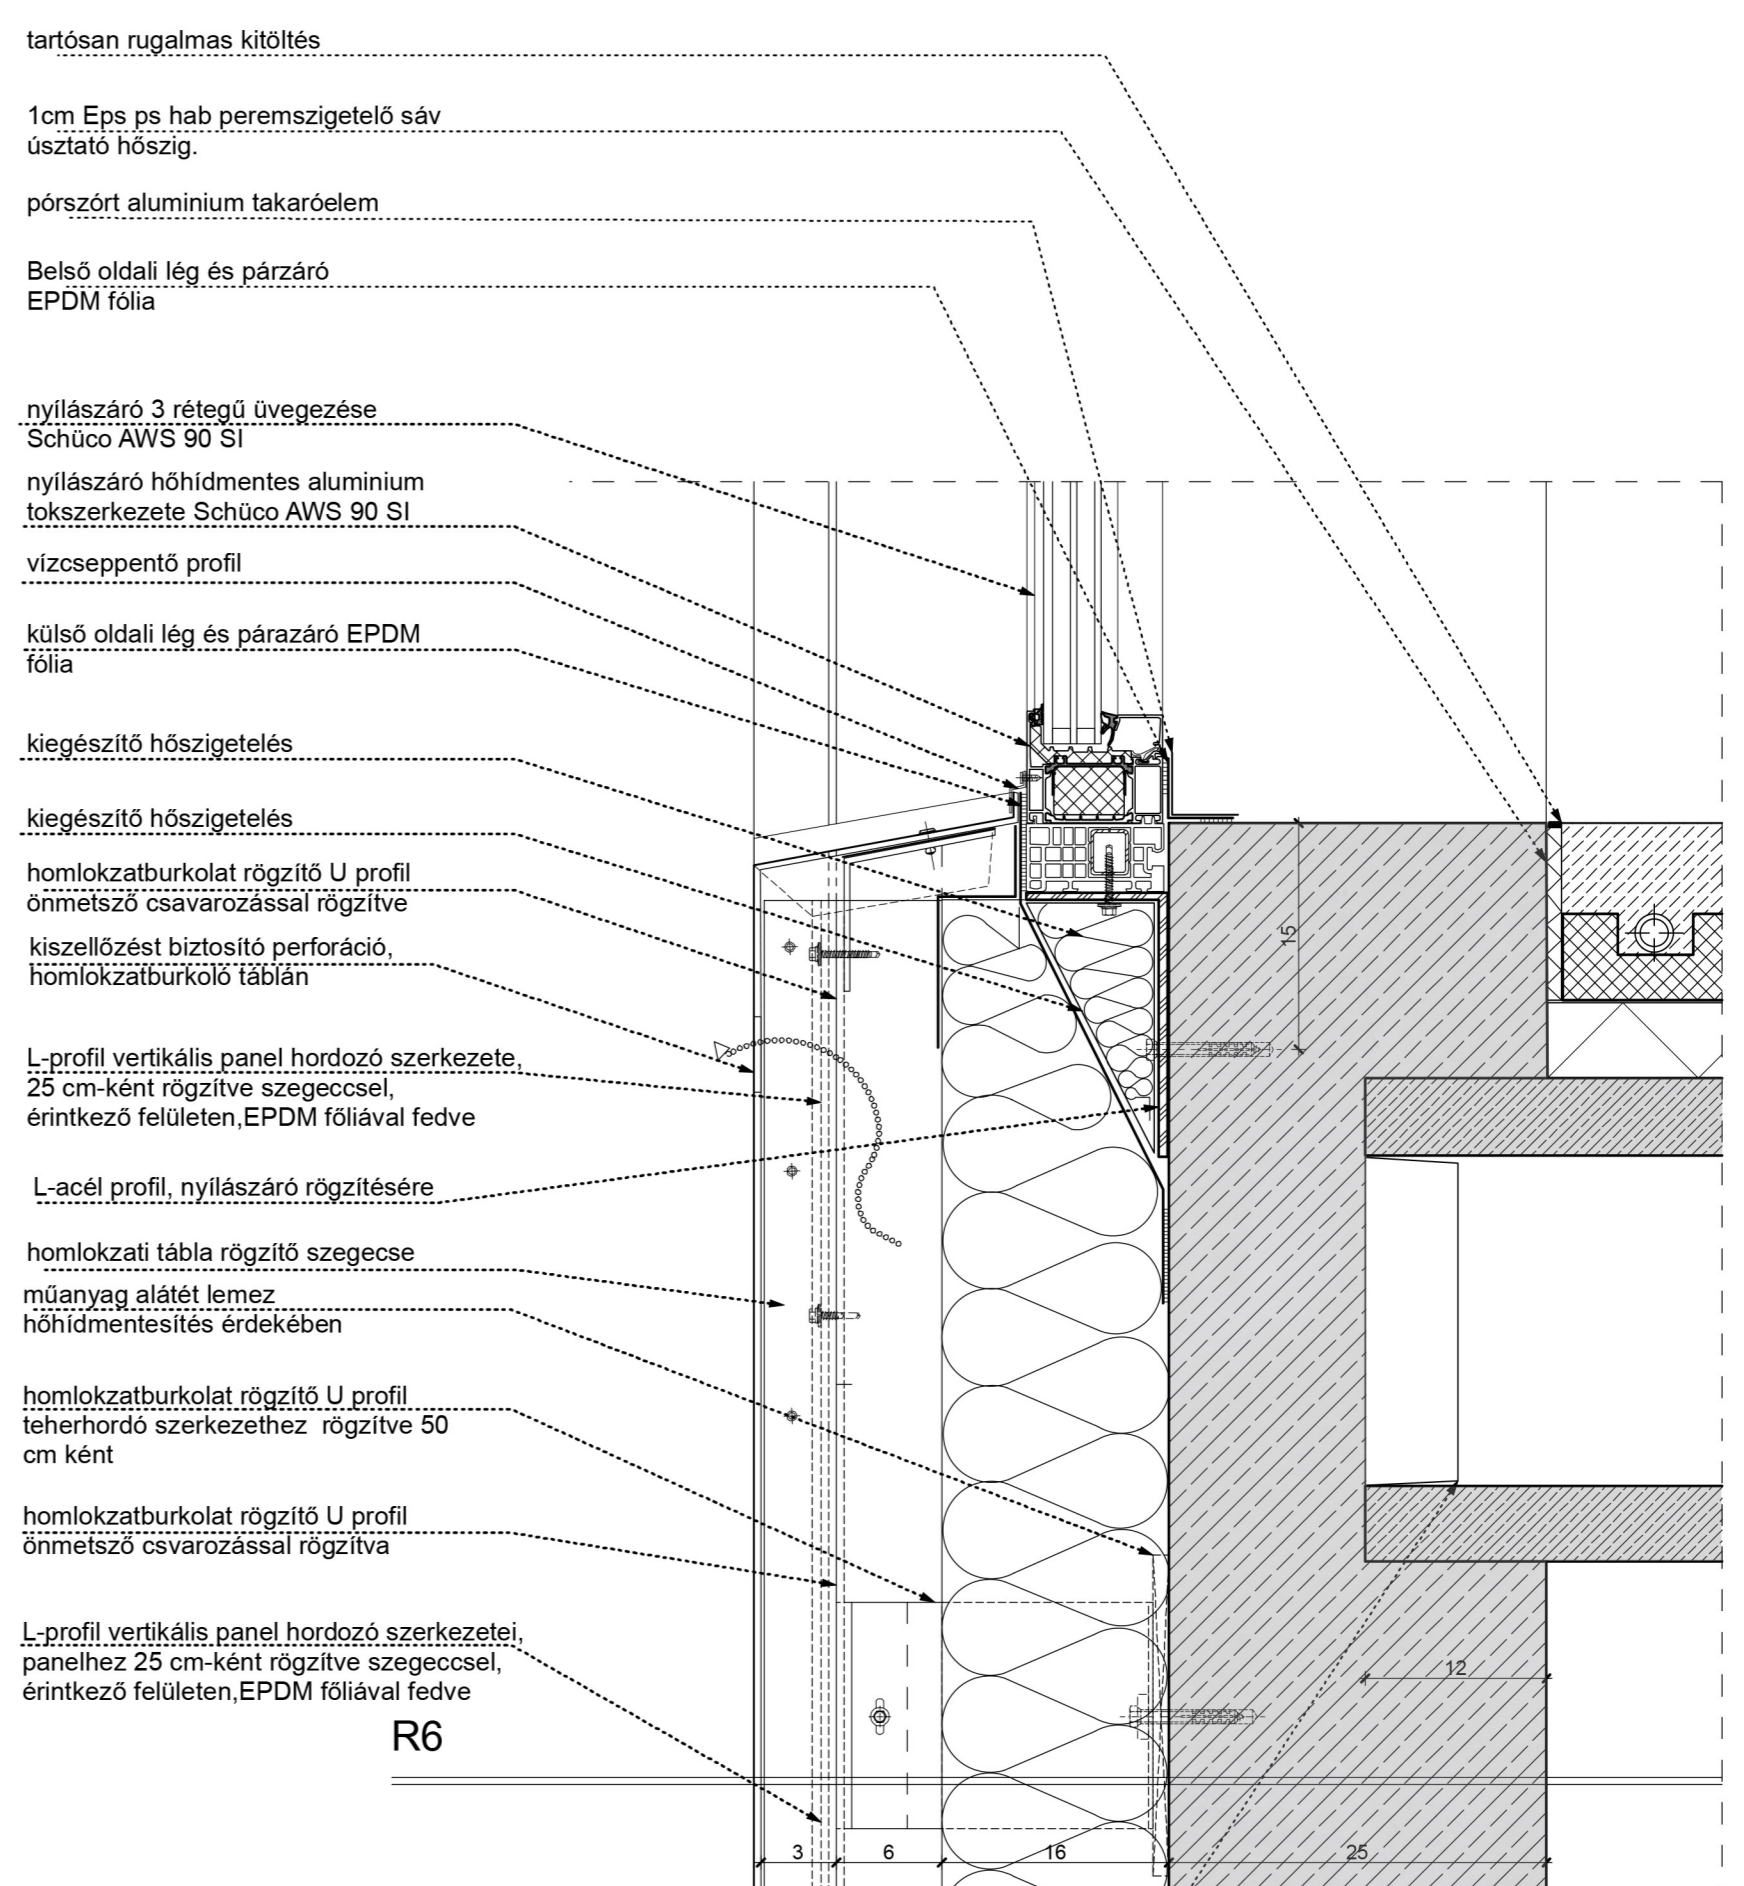 tartósan rugalmas kitöltés
1cm Eps ps hab peremszigetelő sáv
úsztató hőszig.
pórszórt aluminium takaróelem
Belső oldali lég és párzáró
EPDM fólia
nyílászáró 3 rétegű üvegezése
Schüco AWS 90 SI
nyílászáró hőhídmentes aluminium
tokszerkezete Schüco AWS 90 SI
vízcseppentő profil
külső oldali lég és párazáró EPDM
fólia
kiegészítő hőszigetelés
kiegészítő hőszigetelés
homlokzatburkolat rögzítő U profil
önmetsző csavarozással rögzítve
kiszellőzést biztosító perforáció,
homlokzatburkoló táblán
L-profil vertikális panel hordozó szerkezete,
25 cm-ként rögzítve szegeccsel,
érintkező felületen,EPDM főliával fedve
L-acél profil, nyílászáró rögzítésére
homlokzati tábla rögzítő szegecse
műanyag alátét lemez
hőhídmentesítés érdekében
homlokzatburkolat rögzítő U profil
teherhordó szerkezethez rögzítve 50
cm ként
homlokzatburkolat rögzítő U profil
önmetsző csvarozással rögzítva
L-profil vertikális panel hordozó szerkezetei,
panelhez 25 cm-ként rögzítve szegeccsel,
érintkező felületen,EPDM főliával fedve
R6
15
12
3 6 16 25